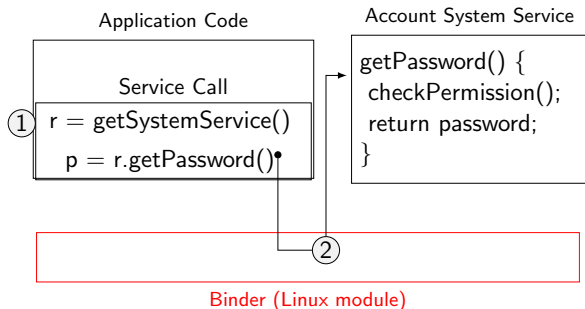 Application Code
Service Call
1
r = getSystemService()
p = r.getPassword()
Account System Service
getPassword() {
checkPermission();
return password;
}
2
Binder (Linux module)